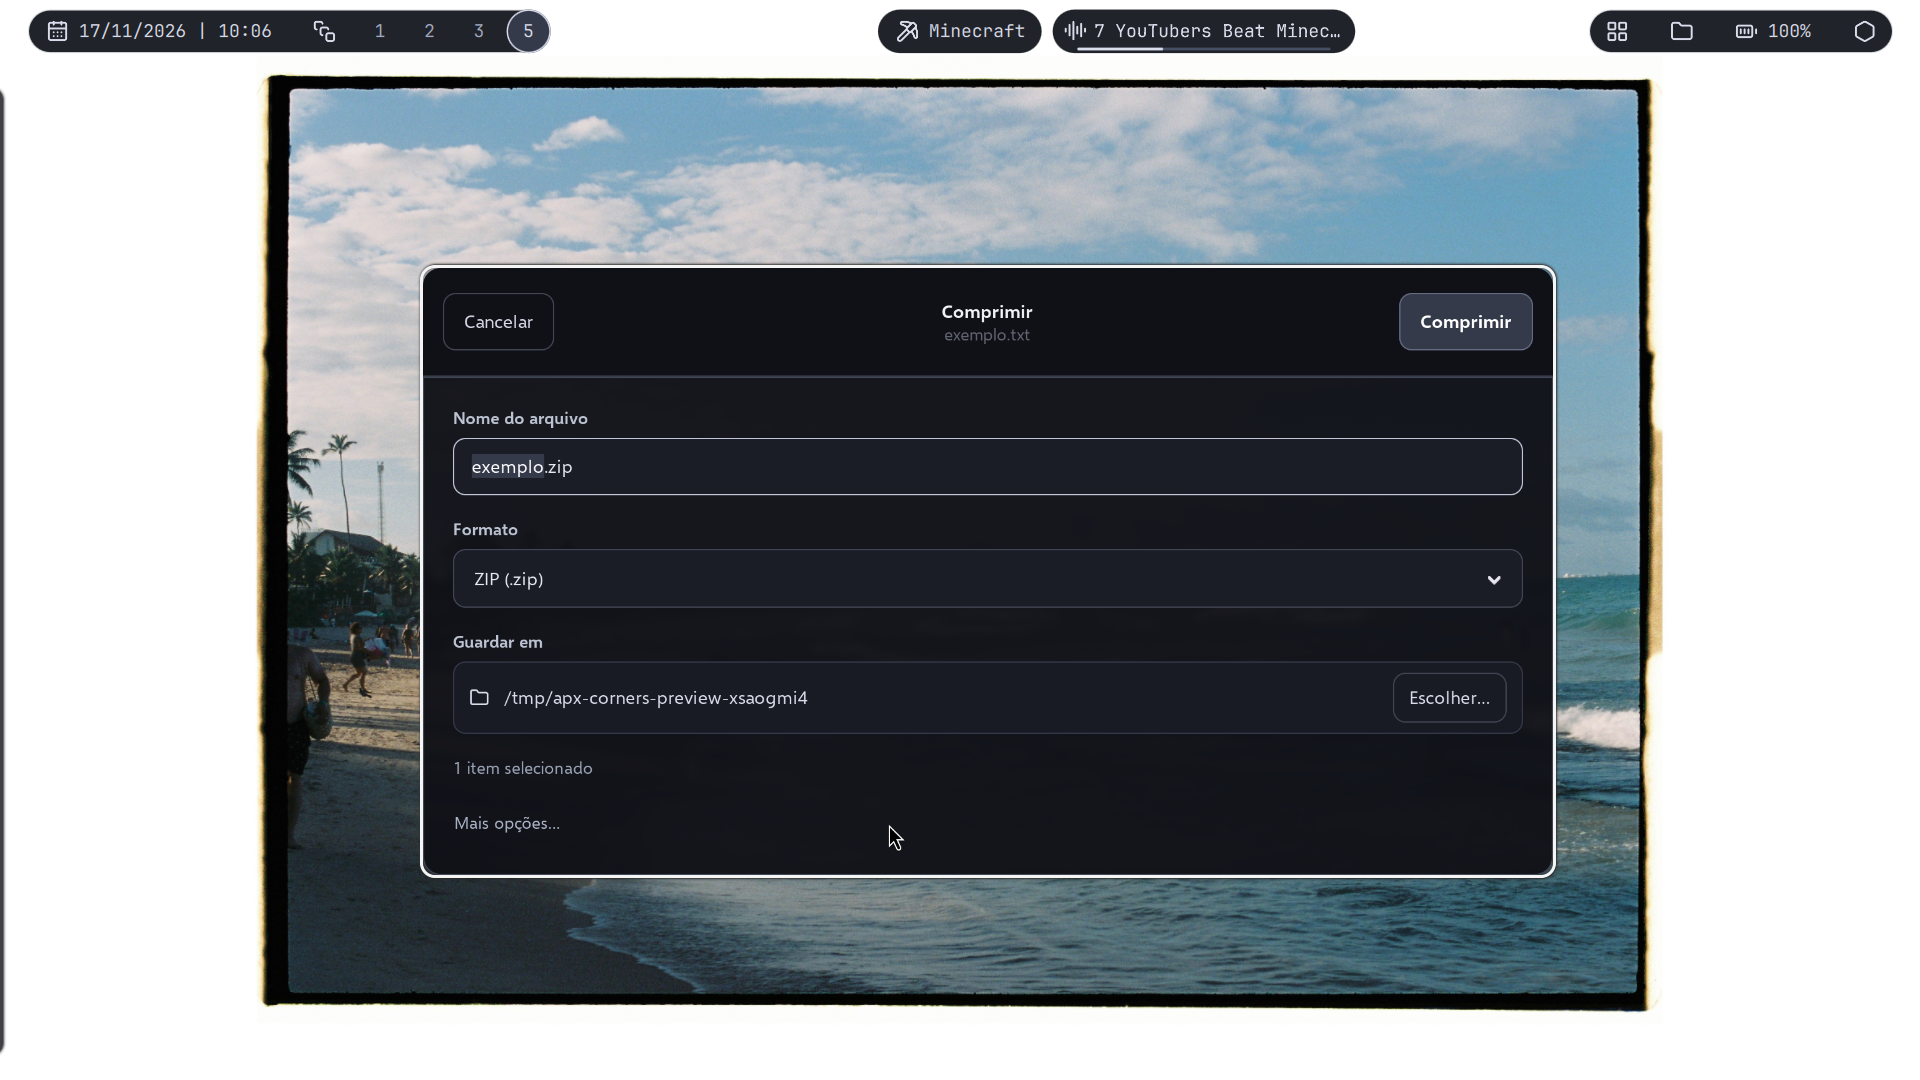 17/11/2026 | 10:06
1 2 3 5
Minecraft
7 YouTubers Beat Minec…
100%
Cancelar
Comprimir
exemplo.txt
Comprimir
Nome do arquivo
exemplo.zip
Formato
ZIP (.zip)
Guardar em
/tmp/apx-corners-preview-xsaogmi4
Escolher...
1 item selecionado
Mais opções...